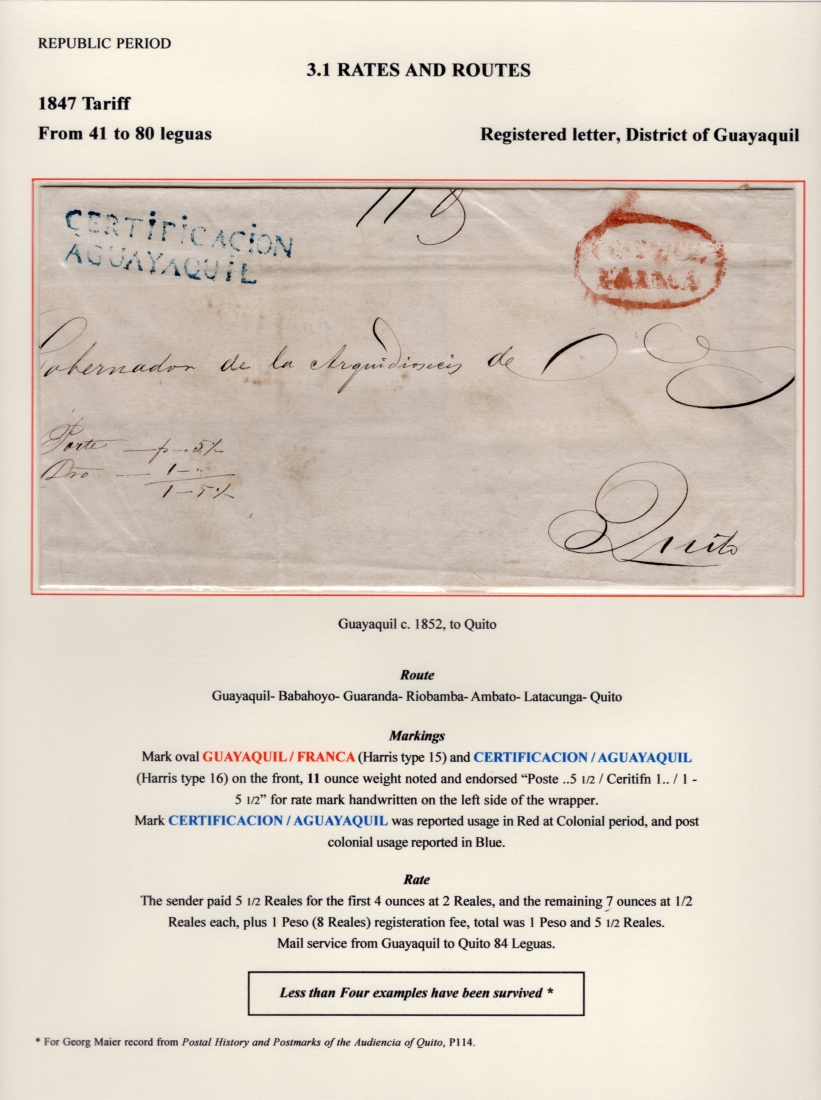 REPUBLIC PERIOD
3.1 RATES AND ROUTES
1847 Tariff
From 41 to 80 leguas
Registered letter, District of Guayaquil
11
CERTiFiCACiON
AGUAYAQUiL
FRANCA
Gobernador de la Arquidiosecis de
Porte — p. .5½
1 — "
1 — 5½
Quito
Guayaquil c. 1852, to Quito
Route
Guayaquil- Babahoyo- Guaranda- Riobamba- Ambato- Latacunga- Quito
Markings
Mark oval GUAYAQUIL / FRANCA (Harris type 15) and CERTIFICACION / AGUAYAQUIL
(Harris type 16) on the front, 11 ounce weight noted and endorsed “Poste ..5 1/2 / Ceritifn 1.. / 1 -
5 1/2” for rate mark handwritten on the left side of the wrapper.
Mark CERTIFICACION / AGUAYAQUIL was reported usage in Red at Colonial period, and post
colonial usage reported in Blue.
Rate
The sender paid 5 1/2 Reales for the first 4 ounces at 2 Reales, and the remaining 7 ounces at 1/2
Reales each, plus 1 Peso (8 Reales) registeration fee, total was 1 Peso and 5 1/2 Reales.
Mail service from Guayaquil to Quito 84 Leguas.
Less than Four examples have been survived *
* For Georg Maier record from Postal History and Postmarks of the Audiencia of Quito, P114.